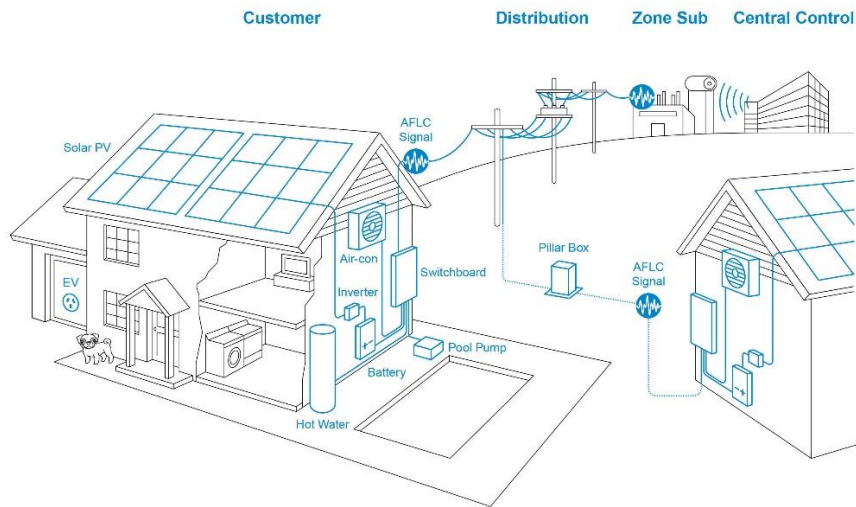 Customer
Distribution
Zone Sub
Central Control
AFLC
Signal
Solar PV
Air-con
Switchboard
Pillar Box
AFLC
Signal
EV
Inverter
Battery
Pool Pump
Hot Water